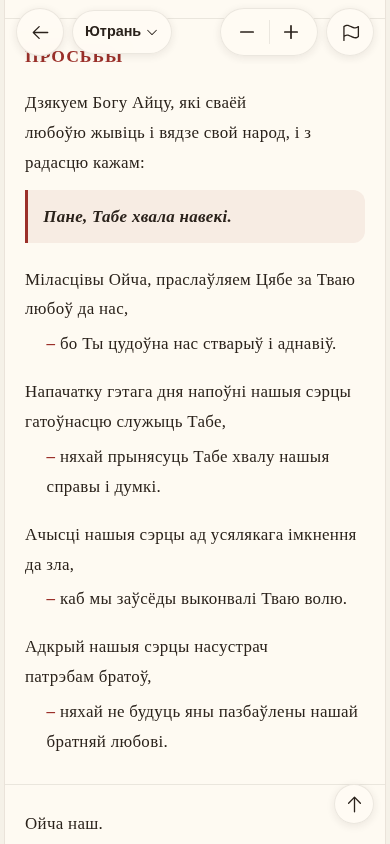 Ютрань
ПРОСЬБЫ
Дзякуем Богу Айцу, які сваёй
любоўю жывіць і вядзе свой народ, і з
радасцю кажам:
Пане, Табе хвала навекі.
Міласцівы Ойча, праслаўляем Цябе за Тваю
любоў да нас,
– бо Ты цудоўна нас стварыў і аднавіў.
Напачатку гэтага дня напоўні нашыя сэрцы
гатоўнасцю служыць Табе,
– няхай прынясуць Табе хвалу нашыя
справы і думкі.
Ачысці нашыя сэрцы ад усялякага імкнення
да зла,
– каб мы заўсёды выконвалі Тваю волю.
Адкрый нашыя сэрцы насустрач
патрэбам братоў,
– няхай не будуць яны пазбаўлены нашай
братняй любові.
Ойча наш.